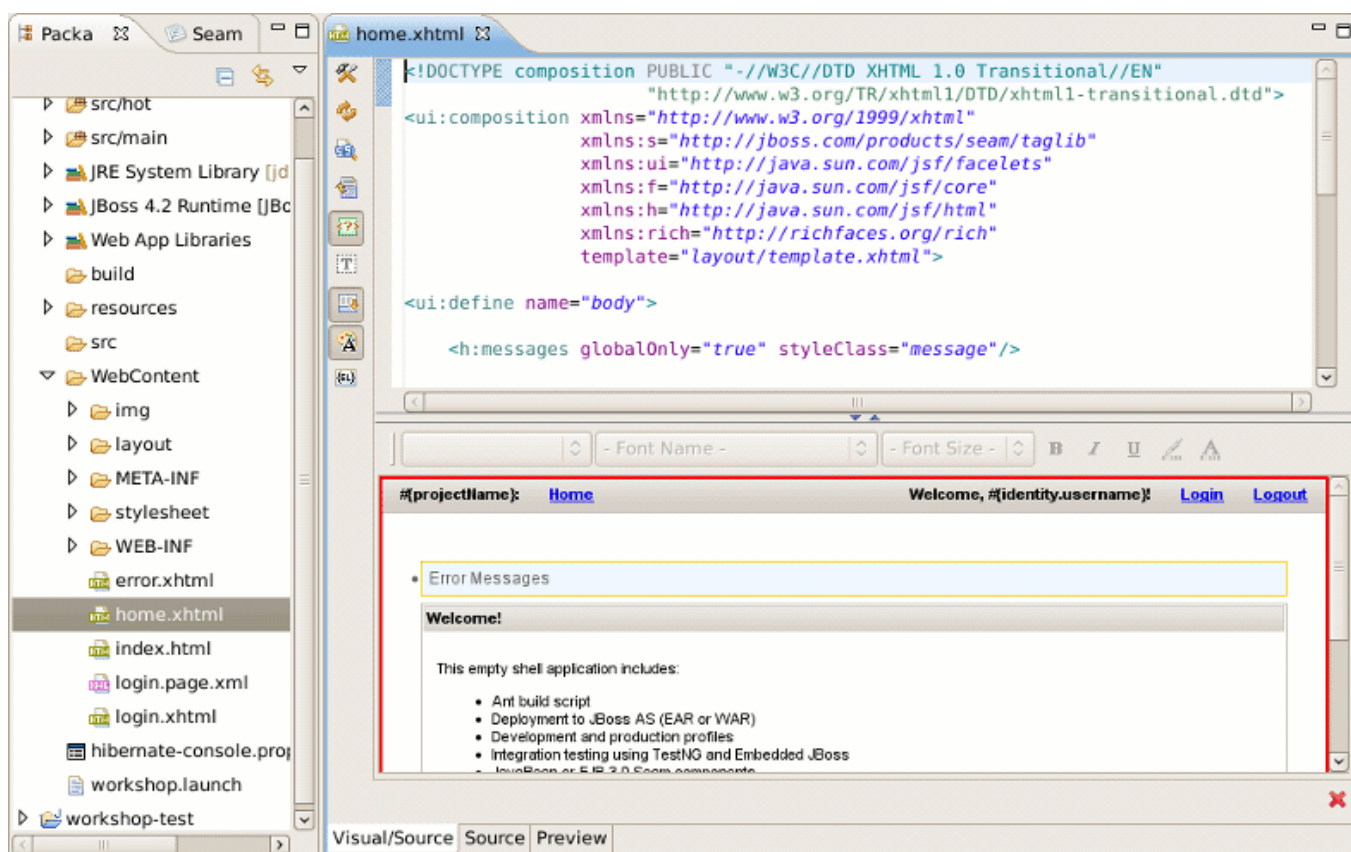 Packa
Seam
src/hot
src/main
JRE System Library [jd
JBoss 4.2 Runtime [JBo
Web App Libraries
build
resources
src
WebContent
img
layout
META-INF
stylesheet
WEB-INF
error.xhtml
home.xhtml
index.html
login.page.xml
login.xhtml
hibernate-console.prop
workshop.launch
workshop-test
home.xhtml
<!DOCTYPE composition PUBLIC "-//W3C//DTD XHTML 1.0 Transitional//EN"
"http://www.w3.org/TR/xhtml1/DTD/xhtml1-transitional.dtd">
<ui:composition xmlns="http://www.w3.org/1999/xhtml"
xmlns:s="http://jboss.com/products/seam/taglib"
xmlns:ui="http://java.sun.com/jsf/facelets"
xmlns:f="http://java.sun.com/jsf/core"
xmlns:h="http://java.sun.com/jsf/html"
xmlns:rich="http://richfaces.org/rich"
template="layout/template.xhtml">
<ui:define name="body">
<h:messages globalOnly="true" styleClass="message"/>
- Font Name -
- Font Size -
B I U A
#{projectName}: Home Welcome, #{identity.username}! Login Logout
• Error Messages
Welcome!
This empty shell application includes:
• Ant build script
• Deployment to JBoss AS (EAR or WAR)
• Development and production profiles
• Integration testing using TestNG and Embedded JBoss
• JavaBean or EJB 3.0 Seam components
Visual/Source Source Preview